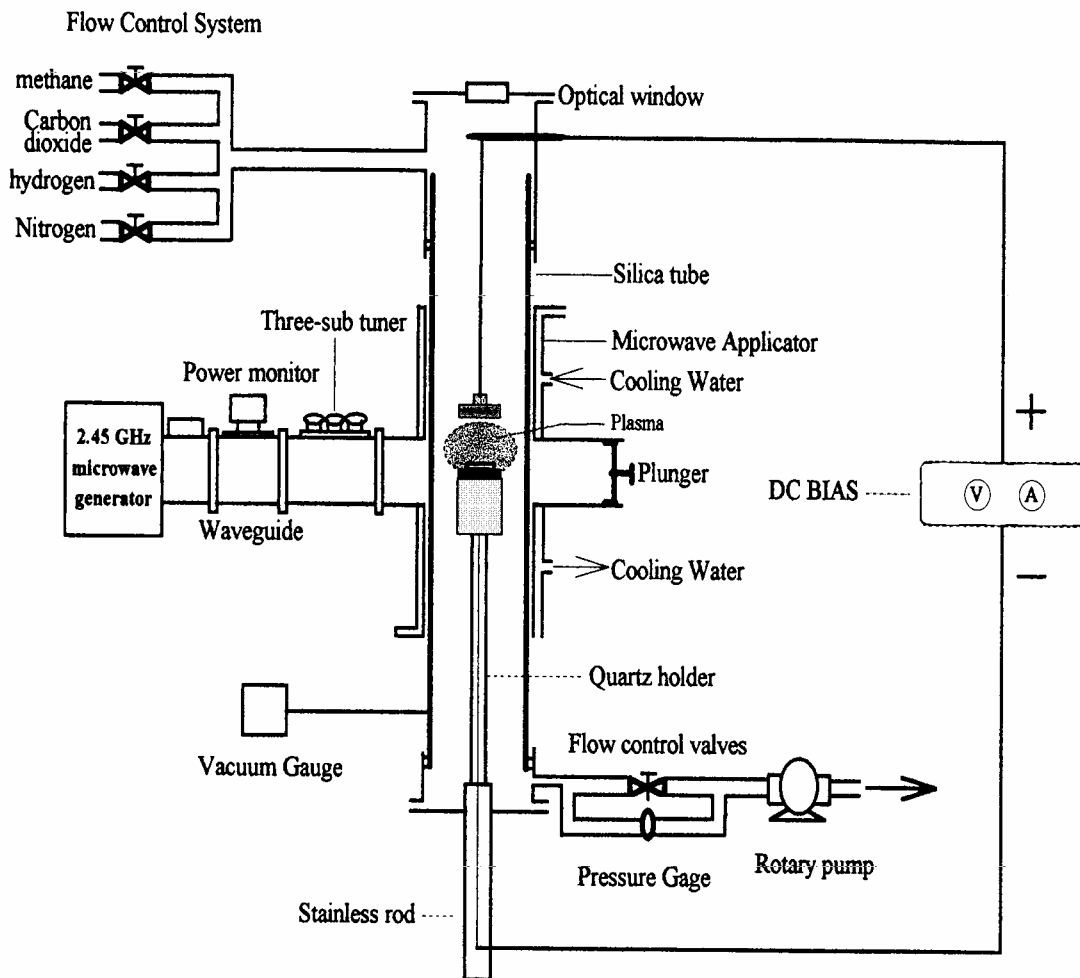 Flow Control System
methane
Carbon
dioxide
hydrogen
Nitrogen
Optical window
Silica tube
Three-sub tuner
Microwave Applicator
Power monitor
Cooling Water
Plasma
2.45 GHz
microwave
generator
Plunger
+
DC BIAS
V A
Waveguide
Cooling Water
−
Quartz holder
Flow control valves
Vacuum Gauge
Pressure Gage
Rotary pump
Stainless rod